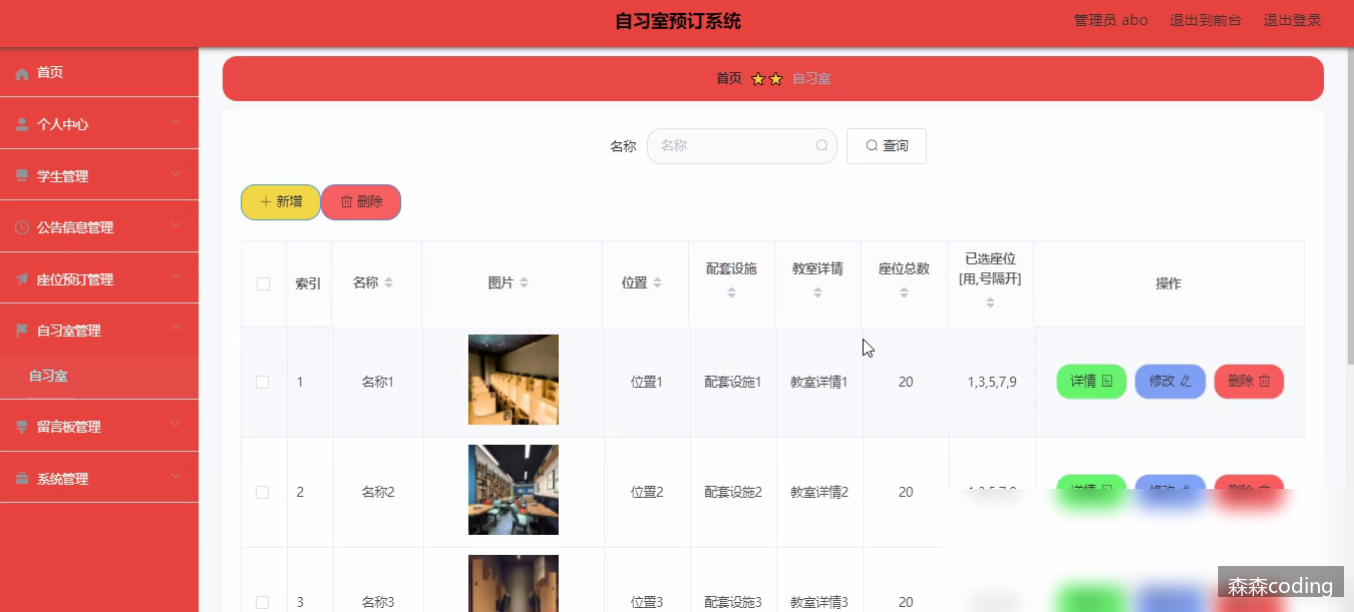 自习室预订系统
管理员 abo 退出到前台 退出登录
首页
个人中心
学生管理
公告信息管理
座位预订管理
自习室管理
自习室
留言板管理
系统管理
首页 自习室
名称 名称 查询
新增 删除
索引 名称 图片 位置 配套设施 教室详情 座位总数 已选座位
[用,号隔开] 操作
1 名称1 位置1 配套设施1 教室详情1 20 1,3,5,7,9 详情 修改 删除
2 名称2 位置2 配套设施2 教室详情2 20
3 名称3 位置3 配套设施3 教室详情3 20
森森coding